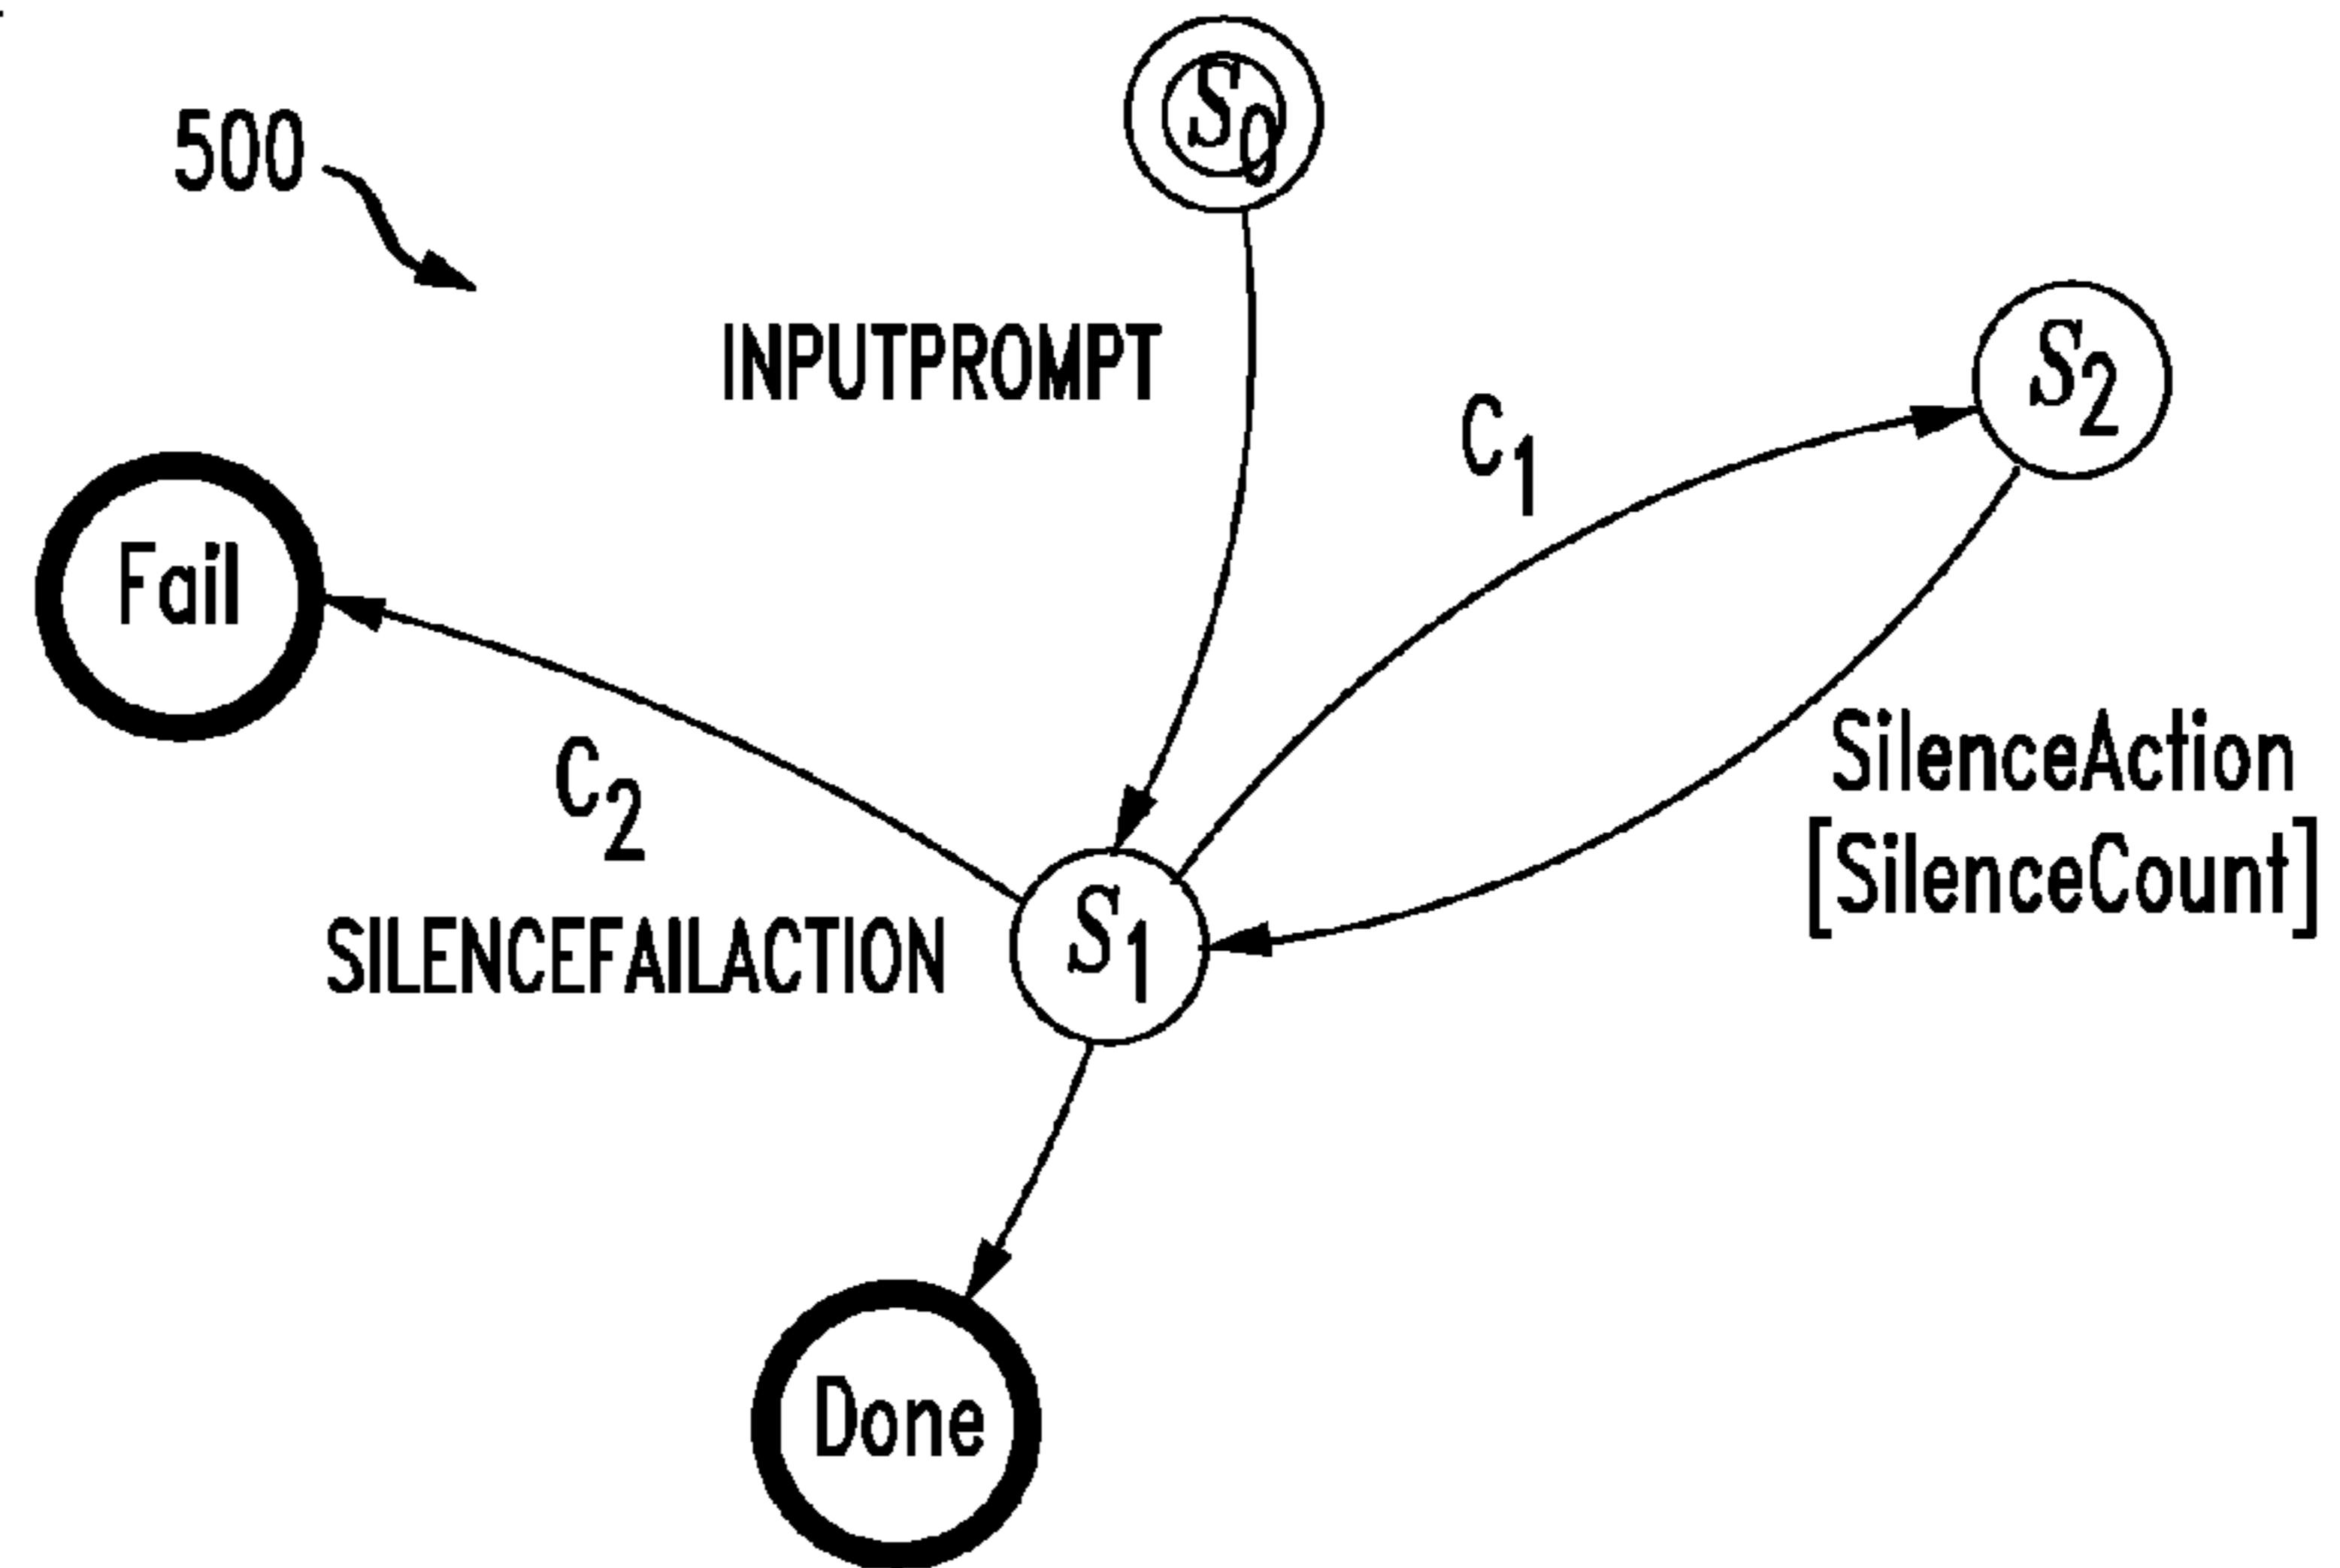 S0
500
INPUTPROMPT
S2
C1
Fail
SilenceAction
[SilenceCount]
C2
SILENCEFAILACTION
S1
Done